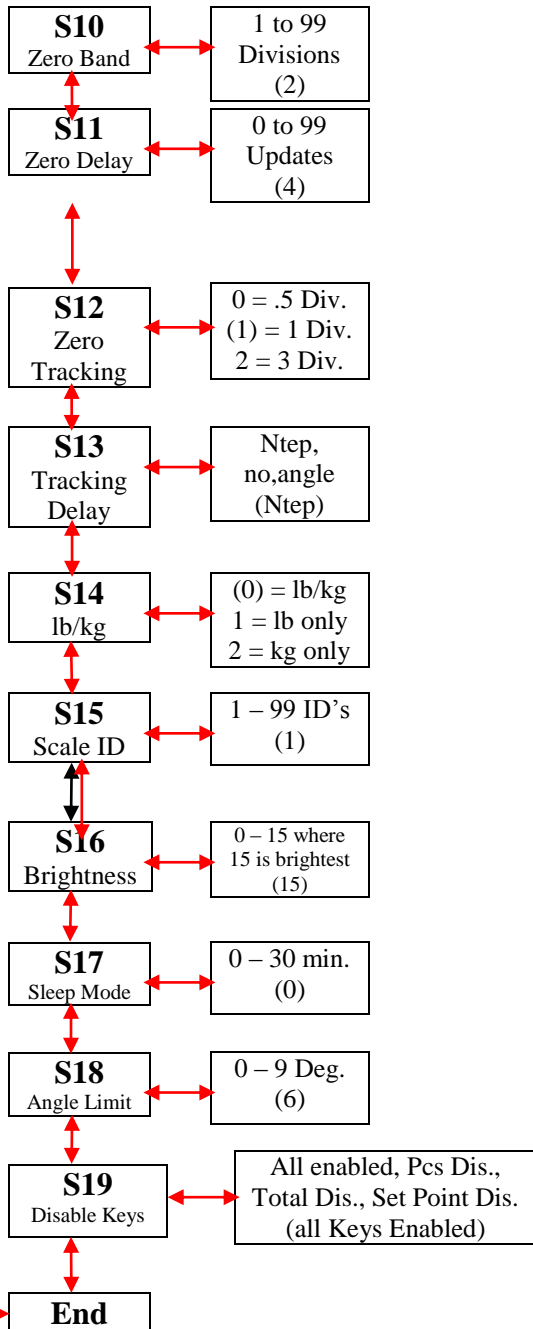 S10
Zero Band
1 to 99
Divisions
(2)
S11
Zero Delay
0 to 99
Updates
(4)
S12
Zero
Tracking
0 = .5 Div.
(1) = 1 Div.
2 = 3 Div.
S13
Tracking
Delay
Ntep,
no,angle
(Ntep)
S14
lb/kg
(0) = lb/kg
1 = lb only
2 = kg only
S15
Scale ID
1 – 99 ID’s
(1)
S16
Brightness
0 – 15 where
15 is brightest
(15)
S17
Sleep Mode
0 – 30 min.
(0)
S18
Angle Limit
0 – 9 Deg.
(6)
S19
Disable Keys
All enabled, Pcs Dis.,
Total Dis., Set Point Dis.
(all Keys Enabled)
End